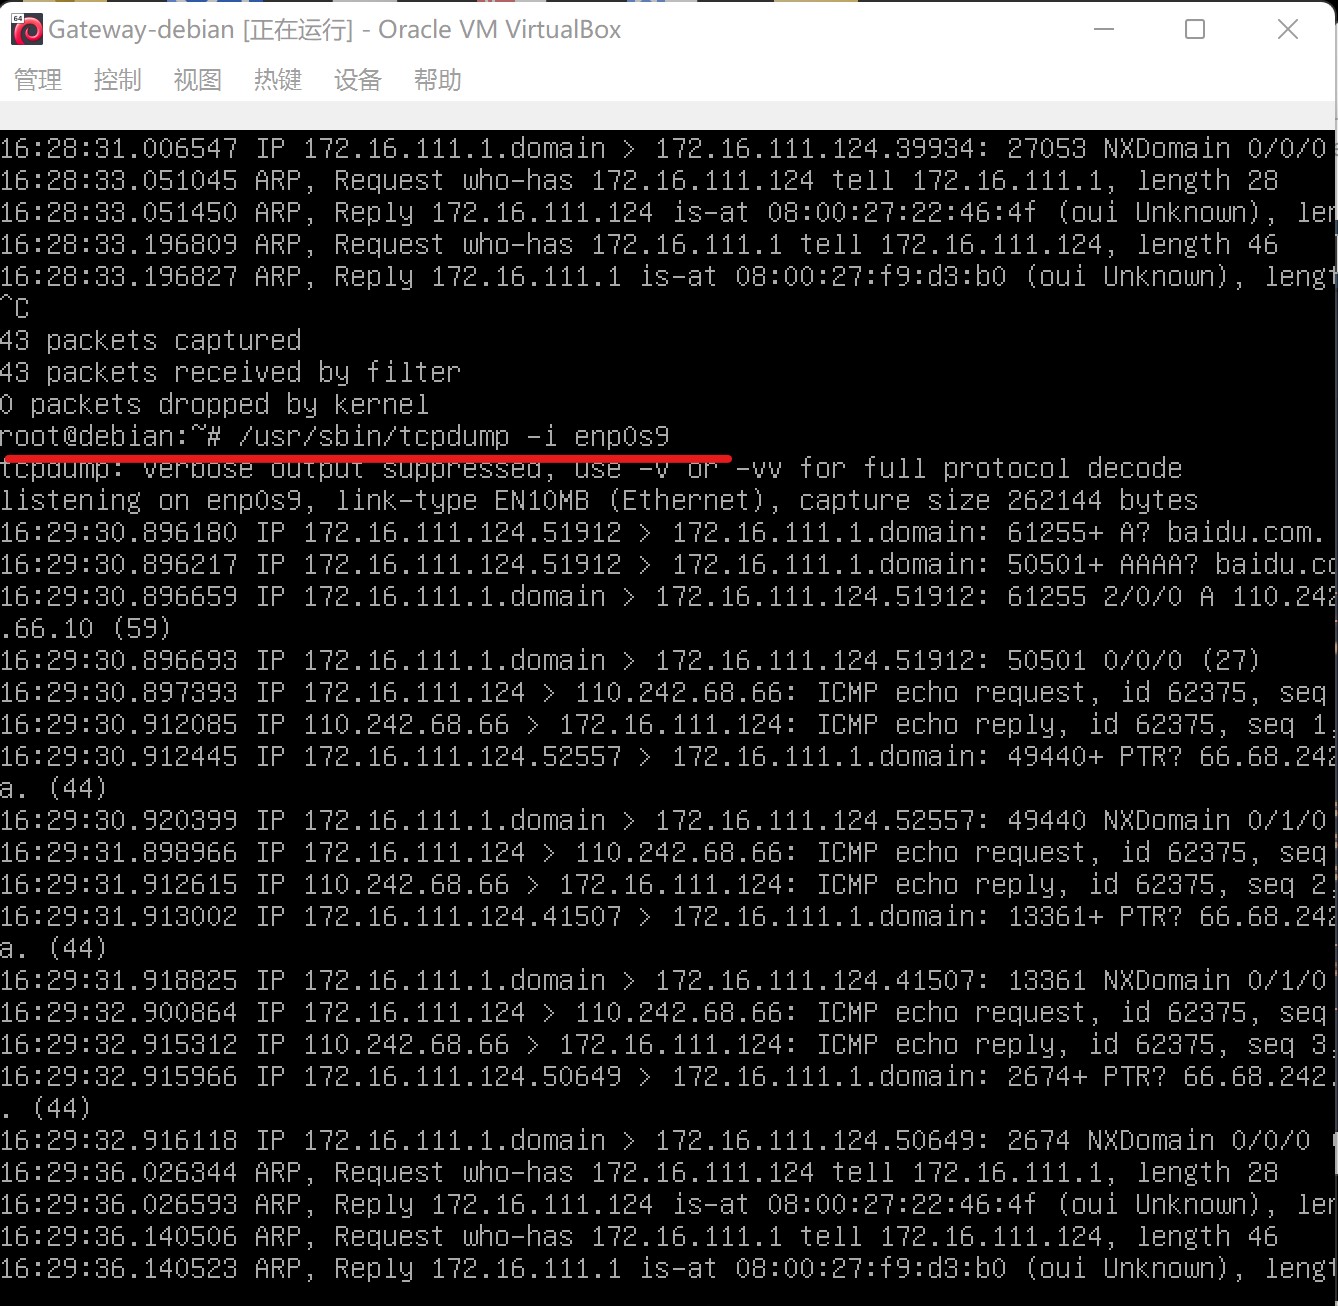 64
Gateway-debian [正在运行] - Oracle VM VirtualBox
管理 控制 视图 热键 设备 帮助
16:28:31.006547 IP 172.16.111.1.domain > 172.16.111.124.39934: 27053 NXDomain 0/0/0
16:28:33.051045 ARP, Request who-has 172.16.111.124 tell 172.16.111.1, length 28
16:28:33.051450 ARP, Reply 172.16.111.124 is-at 08:00:27:22:46:4f (oui Unknown), len
16:28:33.196809 ARP, Request who-has 172.16.111.1 tell 172.16.111.124, length 46
16:28:33.196827 ARP, Reply 172.16.111.1 is-at 08:00:27:f9:d3:b0 (oui Unknown), lengt
^C
43 packets captured
43 packets received by filter
0 packets dropped by kernel
root@debian:~# /usr/sbin/tcpdump -i enp0s9
tcpdump: verbose output suppressed, use -v or -vv for full protocol decode
listening on enp0s9, link-type EN10MB (Ethernet), capture size 262144 bytes
16:29:30.896180 IP 172.16.111.124.51912 > 172.16.111.1.domain: 61255+ A? baidu.com.
16:29:30.896217 IP 172.16.111.124.51912 > 172.16.111.1.domain: 50501+ AAAA? baidu.co
16:29:30.896659 IP 172.16.111.1.domain > 172.16.111.124.51912: 61255 2/0/0 A 110.242
.66.10 (59)
16:29:30.896693 IP 172.16.111.1.domain > 172.16.111.124.51912: 50501 0/0/0 (27)
16:29:30.897393 IP 172.16.111.124 > 110.242.68.66: ICMP echo request, id 62375, seq
16:29:30.912085 IP 110.242.68.66 > 172.16.111.124: ICMP echo reply, id 62375, seq 1,
16:29:30.912445 IP 172.16.111.124.52557 > 172.16.111.1.domain: 49440+ PTR? 66.68.242
a. (44)
16:29:30.920399 IP 172.16.111.1.domain > 172.16.111.124.52557: 49440 NXDomain 0/1/0
16:29:31.898966 IP 172.16.111.124 > 110.242.68.66: ICMP echo request, id 62375, seq
16:29:31.912615 IP 110.242.68.66 > 172.16.111.124: ICMP echo reply, id 62375, seq 2,
16:29:31.913002 IP 172.16.111.124.41507 > 172.16.111.1.domain: 13361+ PTR? 66.68.242
a. (44)
16:29:31.918825 IP 172.16.111.1.domain > 172.16.111.124.41507: 13361 NXDomain 0/1/0
16:29:32.900864 IP 172.16.111.124 > 110.242.68.66: ICMP echo request, id 62375, seq
16:29:32.915312 IP 110.242.68.66 > 172.16.111.124: ICMP echo reply, id 62375, seq 3,
16:29:32.915966 IP 172.16.111.124.50649 > 172.16.111.1.domain: 2674+ PTR? 66.68.242.
. (44)
16:29:32.916118 IP 172.16.111.1.domain > 172.16.111.124.50649: 2674 NXDomain 0/0/0
16:29:36.026344 ARP, Request who-has 172.16.111.124 tell 172.16.111.1, length 28
16:29:36.026593 ARP, Reply 172.16.111.124 is-at 08:00:27:22:46:4f (oui Unknown), len
16:29:36.140506 ARP, Request who-has 172.16.111.1 tell 172.16.111.124, length 46
16:29:36.140523 ARP, Reply 172.16.111.1 is-at 08:00:27:f9:d3:b0 (oui Unknown), lengt